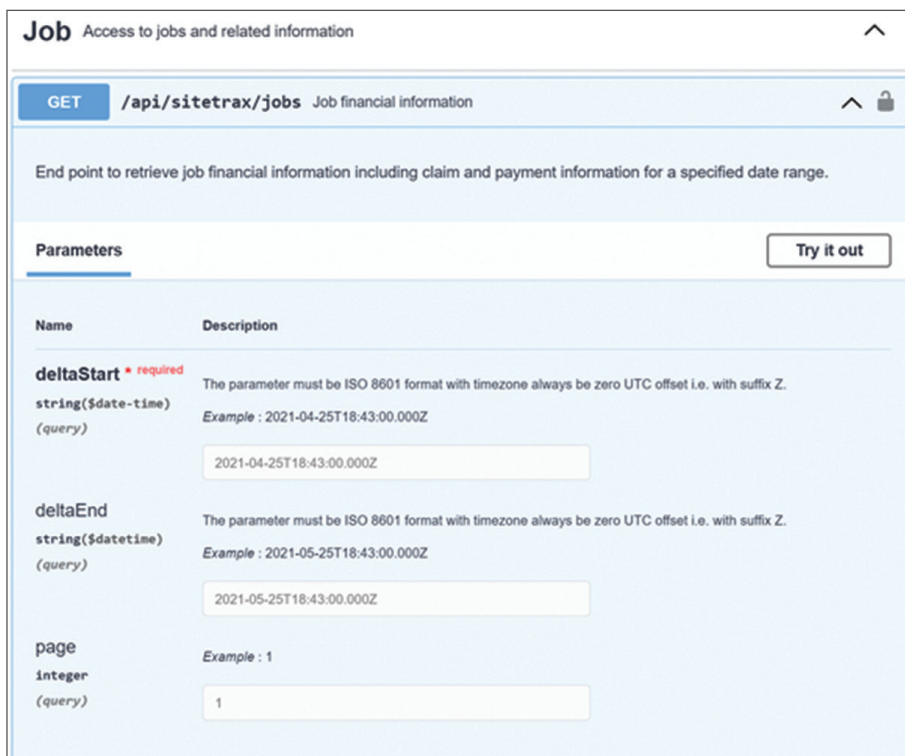 Job Access to jobs and related information
GET /api/sitetrax/jobs Job financial information
End point to retrieve job financial information including claim and payment information for a specified date range.
Parameters
Try it out
Name Description
deltaStart * required
string($date-time)
(query)
The parameter must be ISO 8601 format with timezone always be zero UTC offset i.e. with suffix Z.
Example : 2021-04-25T18:43:00.000Z
2021-04-25T18:43:00.000Z
deltaEnd
string($datetime)
(query)
The parameter must be ISO 8601 format with timezone always be zero UTC offset i.e. with suffix Z.
Example : 2021-05-25T18:43:00.000Z
2021-05-25T18:43:00.000Z
page
integer
(query)
Example : 1
1